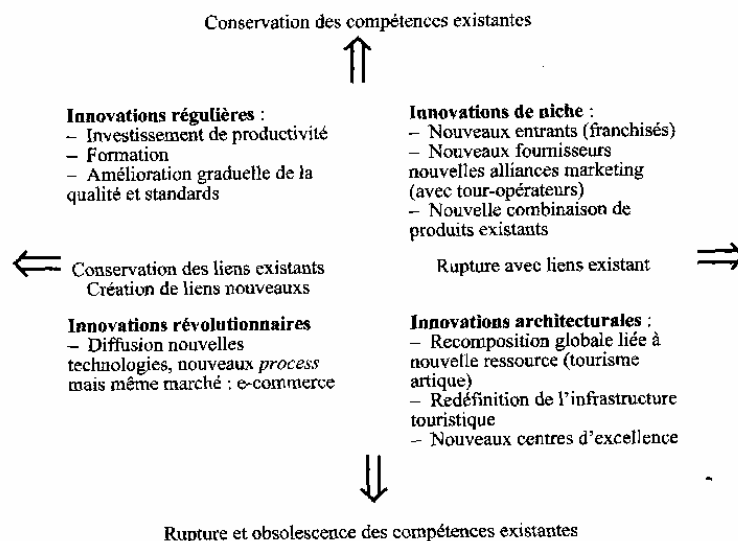 Conservation des compétences existantes
Innovations régulières :
– Investissement de productivité
– Formation
– Amélioration graduelle de la
qualité et standards
Innovations de niche :
– Nouveaux entrants (franchisés)
– Nouveaux fournisseurs
nouvelles alliances marketing
(avec tour-opérateurs)
– Nouvelle combinaison de
produits existants
Conservation des liens existants
Création de liens nouveauxs
Rupture avec liens existant
Innovations révolutionnaires
– Diffusion nouvelles
technologies, nouveaux process
mais même marché : e-commerce
Innovations architecturales :
– Recomposition globale liée à
nouvelle ressource (tourisme
artique)
– Redéfinition de l'infrastructure
touristique
– Nouveaux centres d'excellence
Rupture et obsolescence des compétences existantes